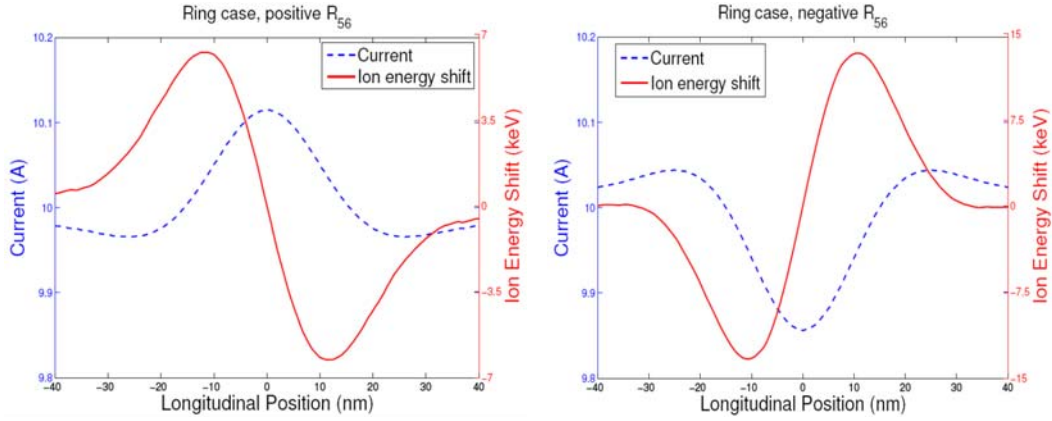 Ring case, positive R56
10.2
10.1
10
9.9
9.8
Current (A)
7
3.5
0
-3.5
-7
Ion Energy Shift (keV)
Current
Ion energy shift
-40 -30 -20 -10 0 10 20 30 40
Longitudinal Position (nm)
Ring case, negative R56
10.2
10.1
10
9.9
9.8
Current (A)
15
7.5
0
-7.5
-15
Ion Energy Shift (keV)
Current
Ion energy shift
-40 -30 -20 -10 0 10 20 30 40
Longitudinal Position (nm)